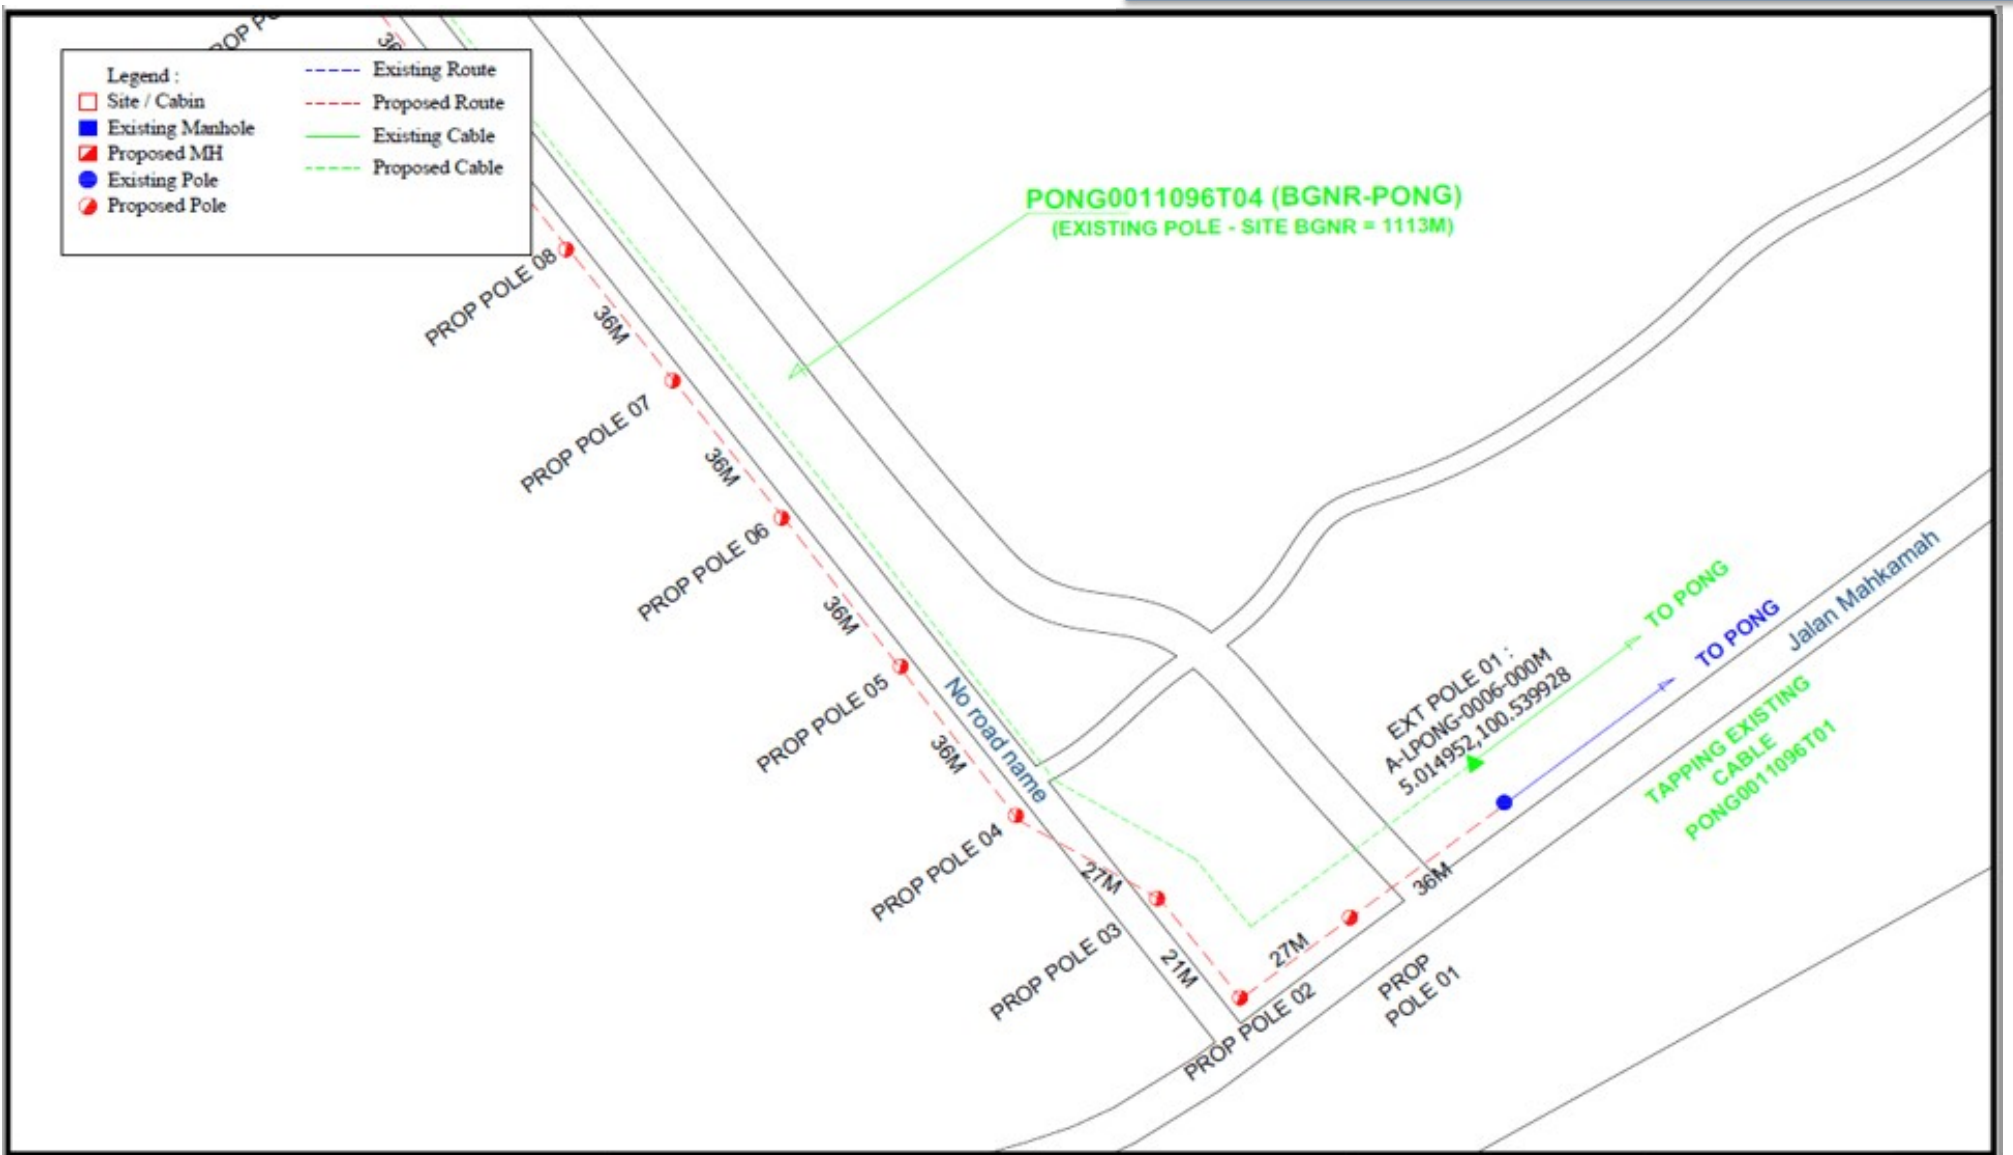 Legend :
Site / Cabin
Existing Manhole
Proposed MH
Existing Pole
Proposed Pole
Existing Route
Proposed Route
Existing Cable
Proposed Cable
PONG0011096T04 (BGNR-PONG)
(EXISTING POLE - SITE BGNR = 1113M)
PROP POLE 08
36M
PROP POLE 07
36M
PROP POLE 06
36M
PROP POLE 05
36M
No road name
PROP POLE 04
27M
PROP POLE 03
21M
PROP POLE 02
27M
PROP
POLE 01
36M
EXT POLE 01 :
A-LPONG-0006-000M
5.014952,100.539928
TO PONG
TO PONG
Jalan Mahkamah
TAPPING EXISTING
CABLE
PONG0011096T01